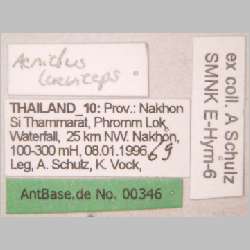 Aenictus
laeviceps
THAILAND_10: Prov.: Nakhon
Si Thammarat, Phromm Lok,
Waterfall, 25 km NW. Nakhon,
100-300 mH, 08.01.1996
69
Leg, A. Schulz, K. Vock,
AntBase.de No. 00346
ex coll. A Schulz
SMNK E-Hym-6